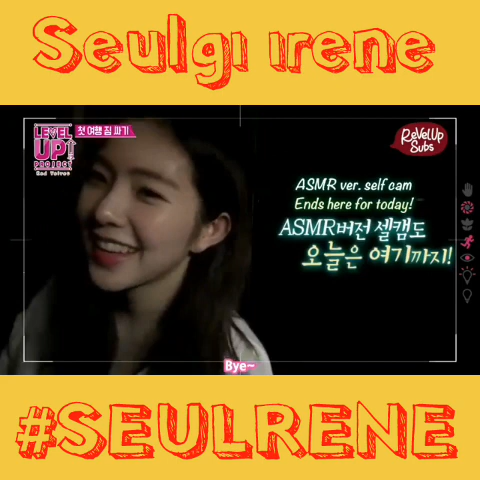 Seulgi irene
LEVEL
UP!
PROJECT
Red Velvet
첫 여행 짐 싸기
ReVelUp
Subs
ASMR ver. self cam
Ends here for today!
ASMR버전 셀캠도
오늘은 여기까지!
Bye~
#SEULRENE